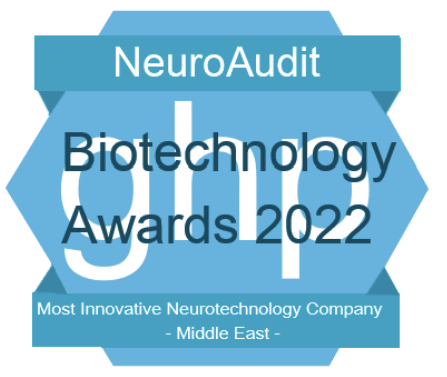 NeuroAudit
ghp
Biotechnology
Awards 2022
Most Innovative Neurotechnology Company
- Middle East -